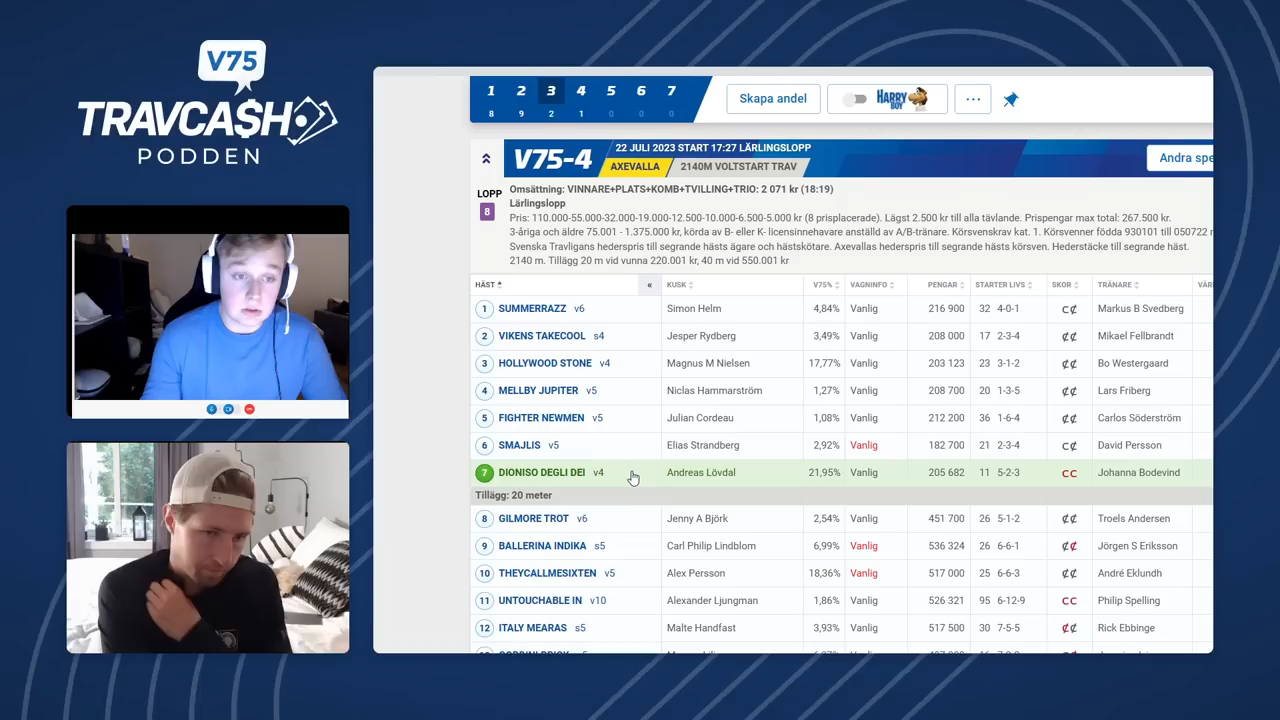 V75
TRAVCA$H
PODDEN
1 2 3 4 5 6 7
8 9 2 1 0 0 0
Skapa andel
HARRY BOY
...
V75-4
22 JULI 2023 START 17:27 LÄRLINGSLOPP
AXEVALLA
2140M VOLTSTART TRAV
Andra spe
LOPP
8
Omsättning: VINNARE+PLATS+KOMB+TVILLING+TRIO: 2 071 kr (18:19)
Lärlingslopp
Pris: 110.000-55.000-32.000-19.000-12.500-10.000-6.500-5.000 kr (8 prisplacerade). Lägst 2.500 kr till alla tävlande. Prispengar max total: 267.500 kr.
3-åriga och äldre 75.001 - 1.375.000 kr, körda av B- eller K- licensinnehavare anställd av A/B-tränare. Körsvenskrav kat. 1. Körsvenner födda 930101 till 050722
Svenska Travligans hederspris till segrande hästs ägare och hästskötare. Axevallas hederspris till segrande hästs körsven. Hederstäcke till segrande häst.
2140 m. Tillägg 20 m vid vunna 220.001 kr, 40 m vid 550.001 kr
HÄST « KUSK V75% VAGNINFO PENGAR STARTER LIVS SKOR TRÄNARE VÄR
1 SUMMERRAZZ v6 Simon Helm 4,84% Vanlig 216 900 32 4-0-1 C₵ Markus B Svedberg
2 VIKENS TAKECOOL s4 Jesper Rydberg 3,49% Vanlig 208 000 17 2-3-4 ₵₵ Mikael Fellbrandt
3 HOLLYWOOD STONE v4 Magnus M Nielsen 17,77% Vanlig 203 123 23 3-1-2 ₵₵ Bo Westergaard
4 MELLBY JUPITER v5 Niclas Hammarström 1,27% Vanlig 208 700 20 1-3-5 ₵₵ Lars Friberg
5 FIGHTER NEWMEN v5 Julian Cordeau 1,08% Vanlig 212 200 36 1-6-4 ₵₵ Carlos Söderström
6 SMAJLIS v5 Elias Strandberg 2,92% Vanlig 182 700 21 2-3-4 C₵ David Persson
7 DIONISO DEGLI DEI v4 Andreas Lövdal 21,95% Vanlig 205 682 11 5-2-3 CC Johanna Bodevind
Tillägg: 20 meter
8 GILMORE TROT v6 Jenny A Björk 2,54% Vanlig 451 700 26 5-1-2 ₵₵ Troels Andersen
9 BALLERINA INDIKA s5 Carl Philip Lindblom 6,99% Vanlig 536 324 26 6-6-1 ₵₵ Jörgen S Eriksson
10 THEYCALLMESIXTEN v5 Alex Persson 18,36% Vanlig 517 000 25 6-6-3 ₵₵ André Eklundh
11 UNTOUCHABLE IN v10 Alexander Ljungman 1,86% Vanlig 526 321 95 6-12-9 CC Philip Spelling
12 ITALY MEARAS s5 Malte Handfast 3,93% Vanlig 517 500 30 7-5-5 ₵₵ Rick Ebbinge